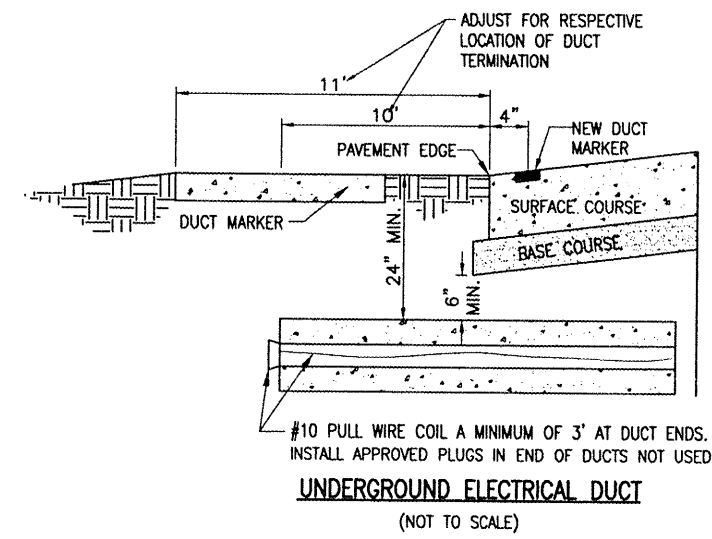 ADJUST FOR RESPECTIVE
LOCATION OF DUCT
TERMINATION
11'
10'
4"
NEW DUCT
MARKER
PAVEMENT EDGE
DUCT MARKER
SURFACE COURSE
BASE COURSE
24" MIN.
6"
MIN.
#10 PULL WIRE COIL A MINIMUM OF 3' AT DUCT ENDS.
INSTALL APPROVED PLUGS IN END OF DUCTS NOT USED
UNDERGROUND ELECTRICAL DUCT
(NOT TO SCALE)